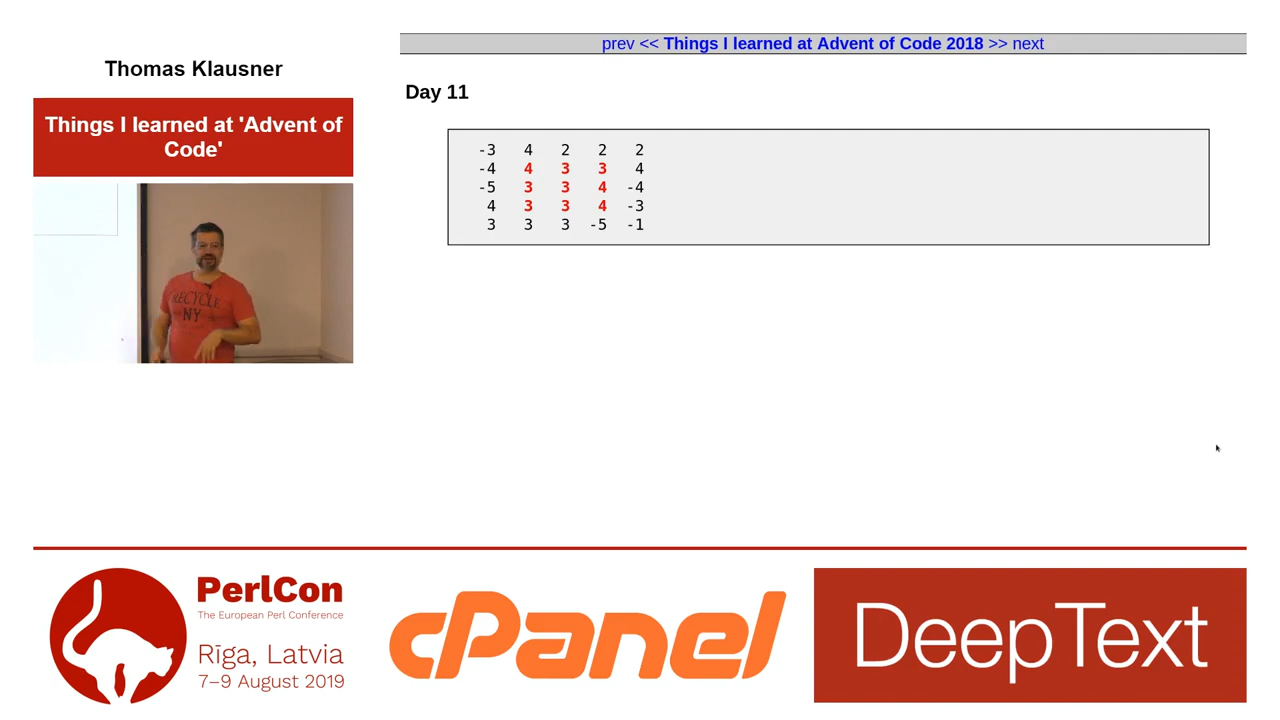 Thomas Klausner
Things I learned at 'Advent of
Code'
RECYCLE
NY
prev << Things I learned at Advent of Code 2018 >> next
Day 11
-3 4 2 2 2
-4 4 3 3 4
-5 3 3 4 -4
4 3 3 4 -3
3 3 3 -5 -1
PerlCon
The European Perl Conference
Rīga, Latvia
7–9 August 2019
cPanel
DeepText